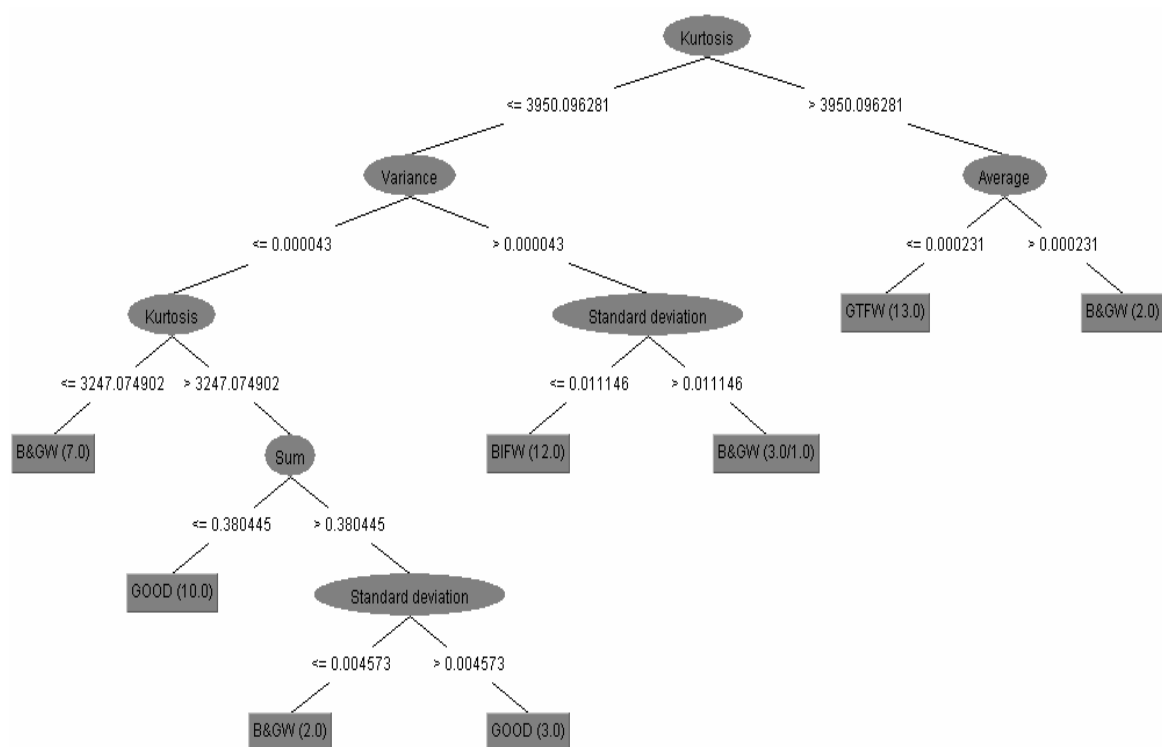 Kurtosis
<= 3950.096281
> 3950.096281
Variance
Average
<= 0.000043
> 0.000043
<= 0.000231
> 0.000231
Kurtosis
Standard deviation
GTFW (13.0)
B&GW (2.0)
<= 3247.074902
> 3247.074902
<= 0.011146
> 0.011146
B&GW (7.0)
Sum
BIFW (12.0)
B&GW (3.0/1.0)
<= 0.380445
> 0.380445
GOOD (10.0)
Standard deviation
<= 0.004573
> 0.004573
B&GW (2.0)
GOOD (3.0)